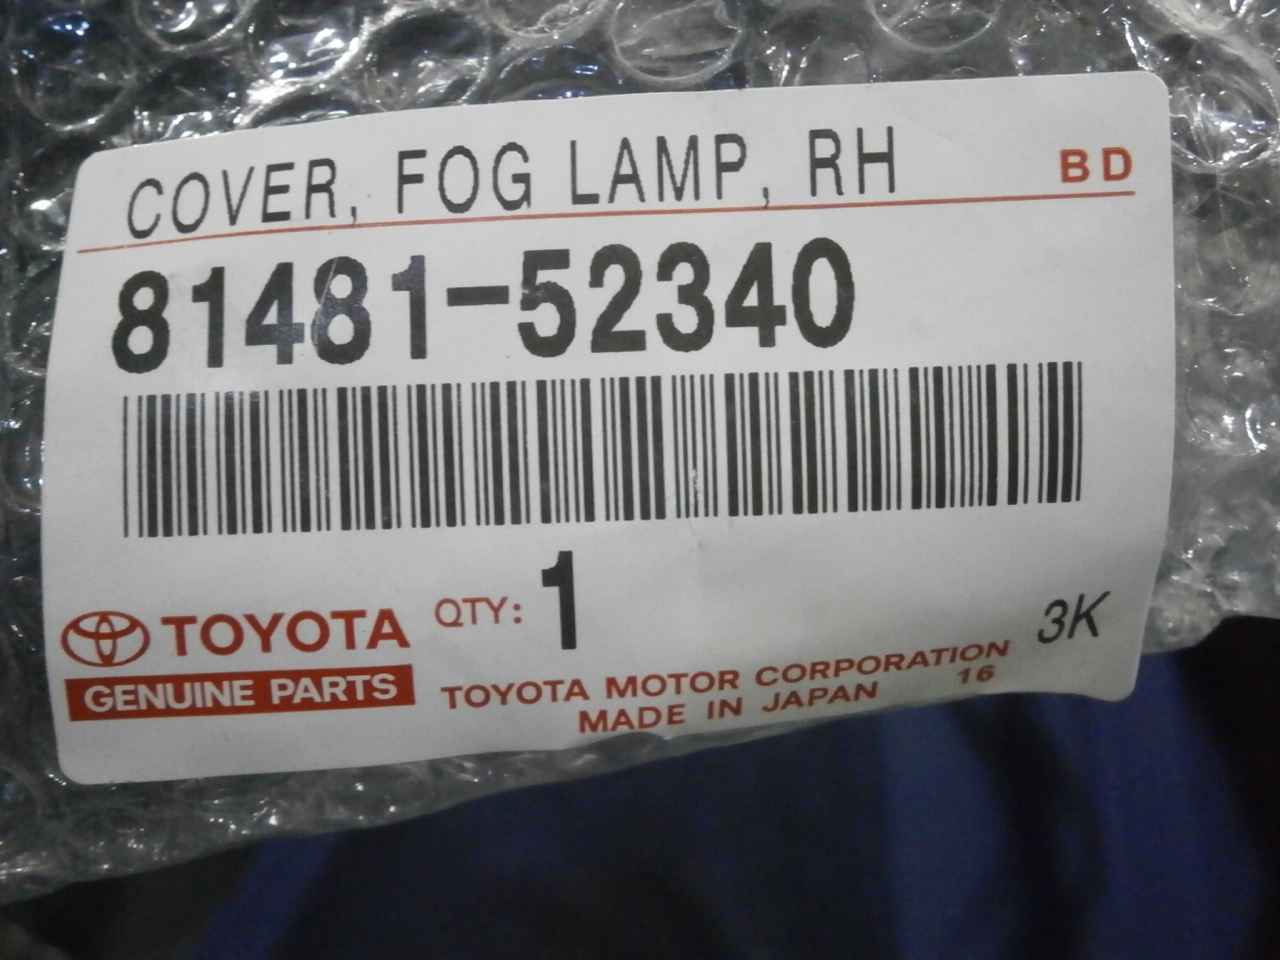 COVER, FOG LAMP, RH BD
81481-52340
QTY: 1
TOYOTA
GENUINE PARTS
3K
TOYOTA MOTOR CORPORATION
MADE IN JAPAN 16